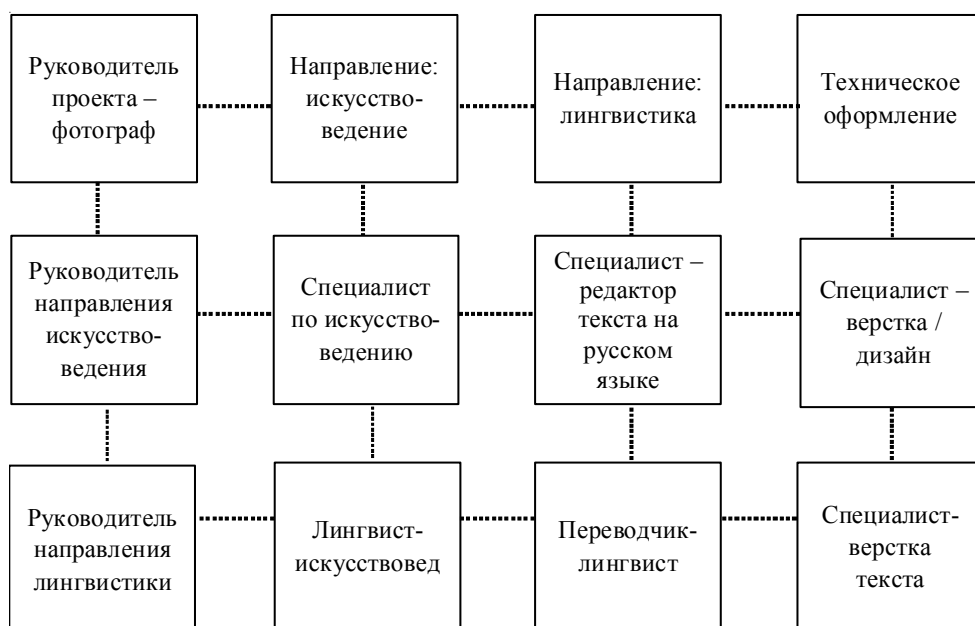 Руководитель
проекта –
фотограф
Направление:
искусство-
ведение
Направление:
лингвистика
Техническое
оформление
Руководитель
направления
искусство-
ведения
Специалист
по искусство-
ведению
Специалист –
редактор
текста на
русском
языке
Специалист –
верстка /
дизайн
Руководитель
направления
лингвистики
Лингвист-
искусствовед
Переводчик-
лингвист
Специалист-
верстка
текста